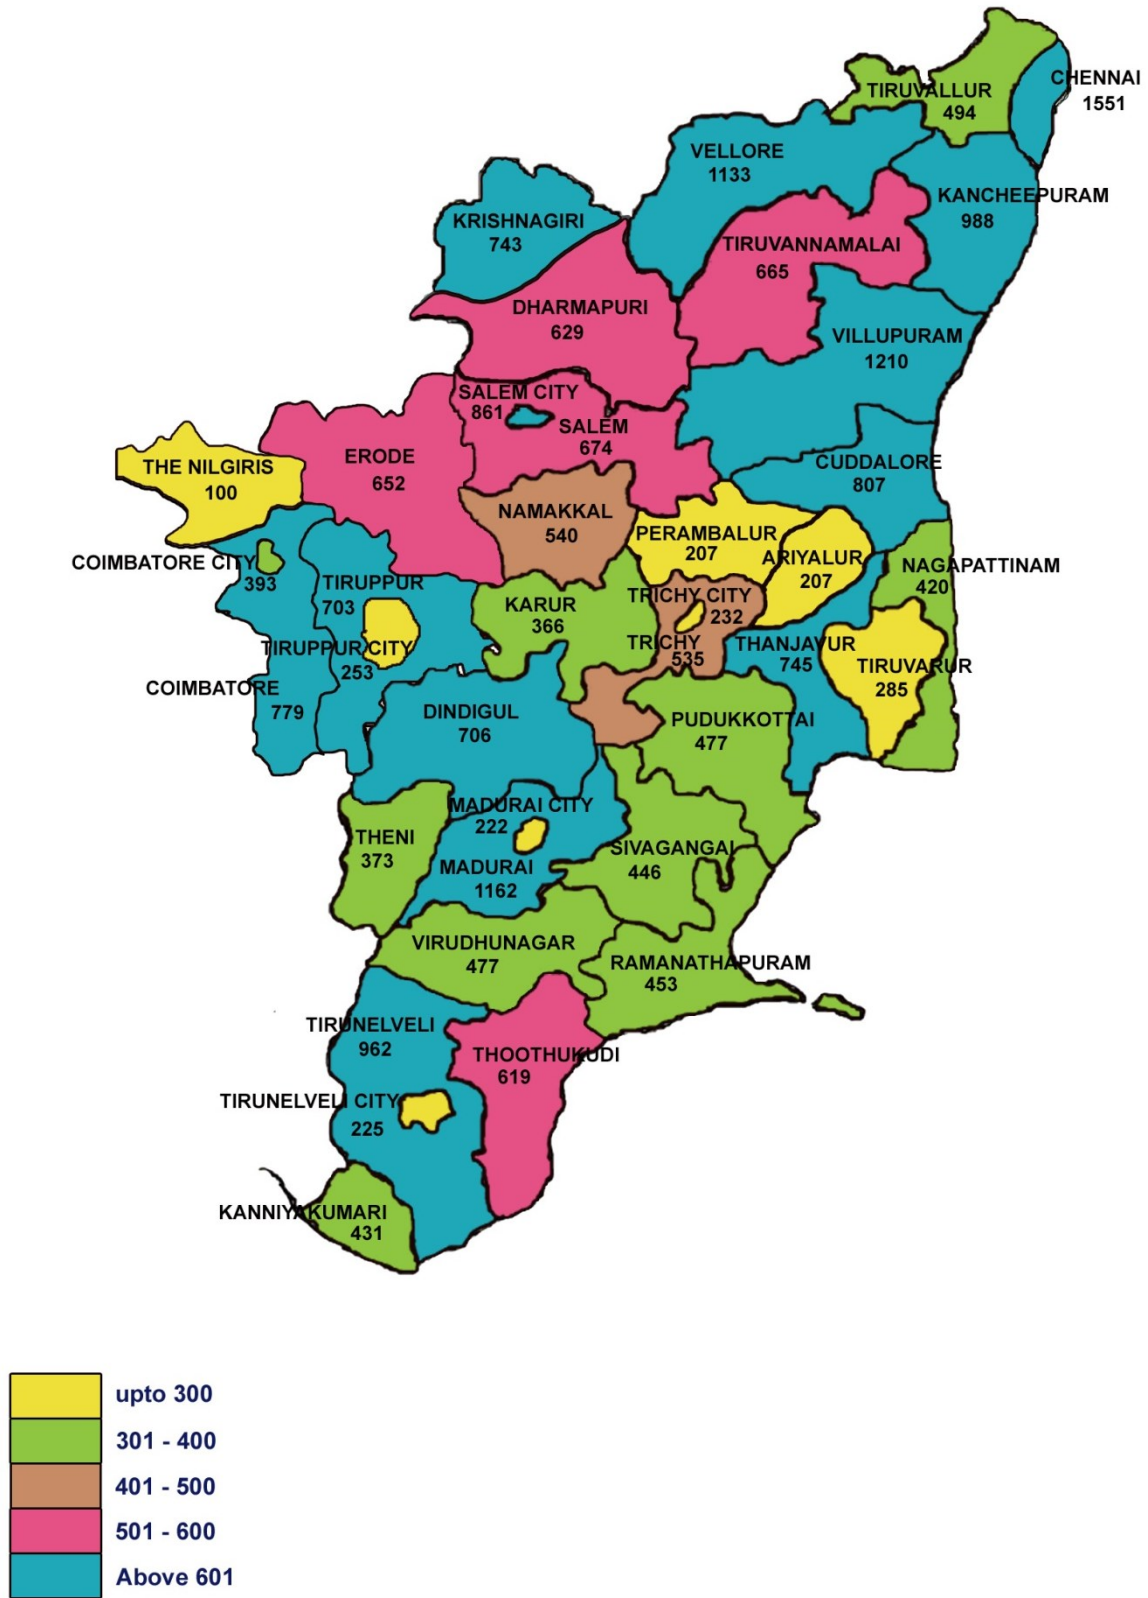 CHENNAI
1551
TIRUVALLUR
494
VELLORE
1133
KANCHEEPURAM
988
KRISHNAGIRI
743
TIRUVANNAMALAI
665
DHARMAPURI
629
VILLUPURAM
1210
SALEM CITY
861
SALEM
674
ERODE
652
THE NILGIRIS
100
CUDDALORE
807
NAMAKKAL
540
PERAMBALUR
207
ARIYALUR
207
NAGAPATTINAM
420
COIMBATORE CITY
393
TIRUPPUR
703
KARUR
366
TRICHY CITY
232
TRICHY
535
THANJAVUR
745
TIRUVARUR
285
TIRUPPUR CITY
253
COIMBATORE
779
DINDIGUL
706
PUDUKKOTTAI
477
MADURAI CITY
222
THENI
373
SIVAGANGAI
446
MADURAI
1162
VIRUDHUNAGAR
477
RAMANATHAPURAM
453
TIRUNELVELI
962
THOOTHUKUDI
619
TIRUNELVELI CITY
225
KANNIYAKUMARI
431
upto 300
301 - 400
401 - 500
501 - 600
Above 601